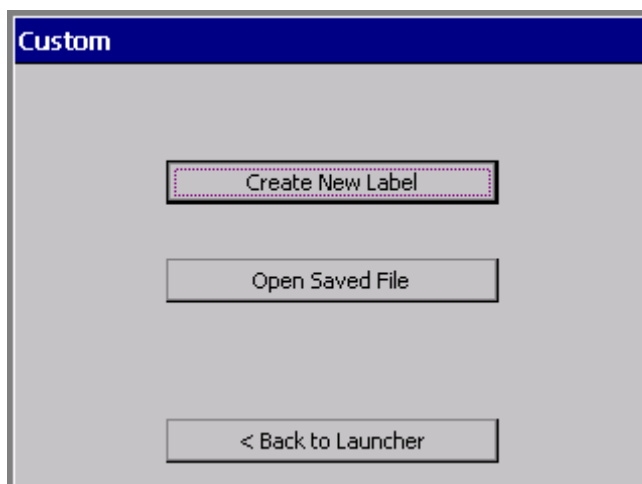 Custom
Create New Label
Open Saved File
< Back to Launcher